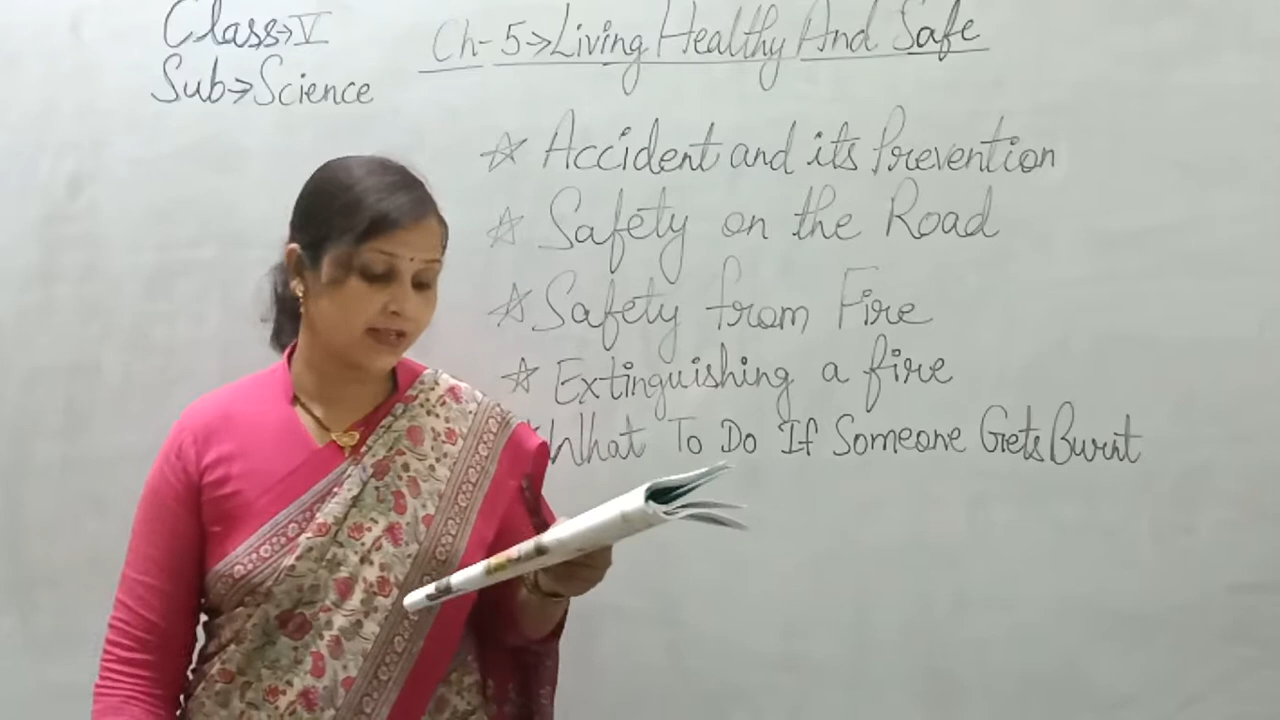 Class→V
Sub→Science
Ch-5→Living Healthy And Safe
☆ Accident and its Prevention
☆ Safety on the Road
☆ Safety from Fire
☆ Extinguishing a fire
What To Do If Someone Gets Burnt